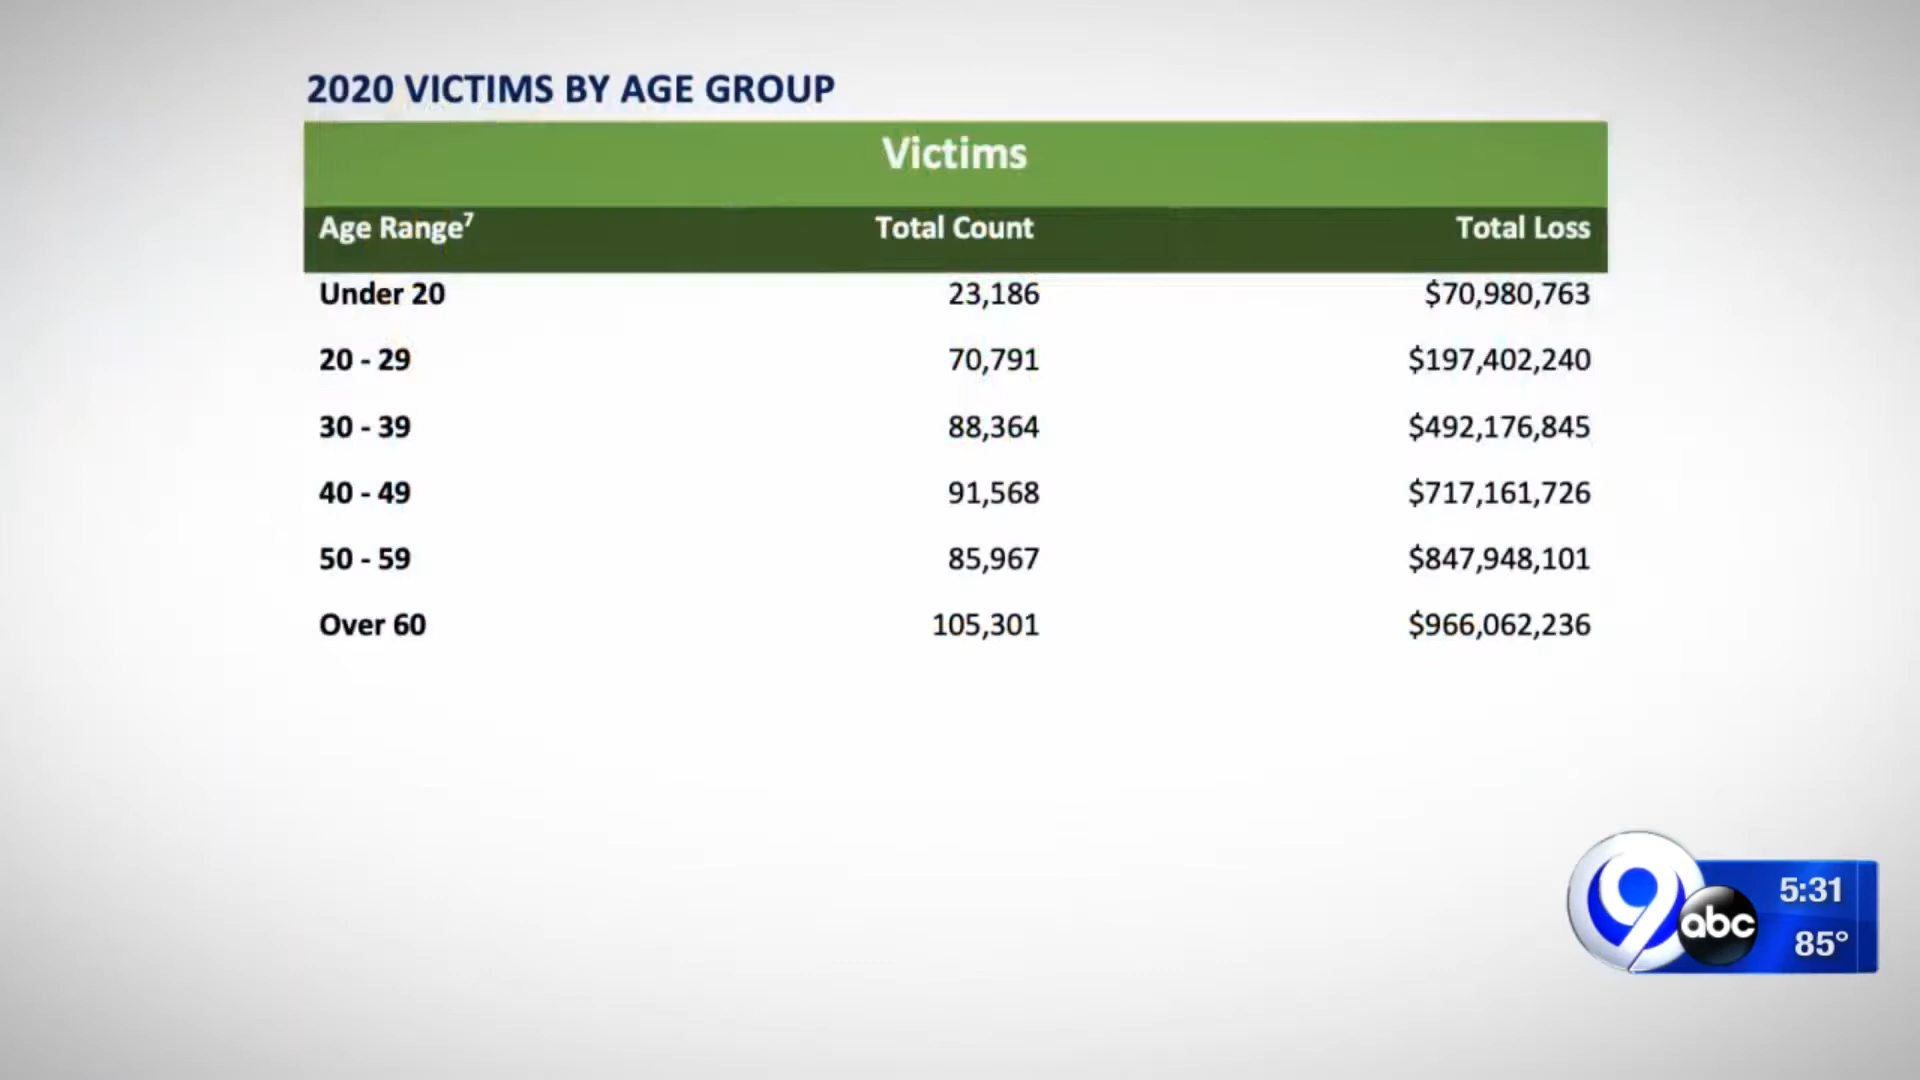 2020 VICTIMS BY AGE GROUP
Victims
Age Range⁷ Total Count Total Loss
Under 20 23,186 $70,980,763
20 - 29 70,791 $197,402,240
30 - 39 88,364 $492,176,845
40 - 49 91,568 $717,161,726
50 - 59 85,967 $847,948,101
Over 60 105,301 $966,062,236
9 abc 5:31
85°